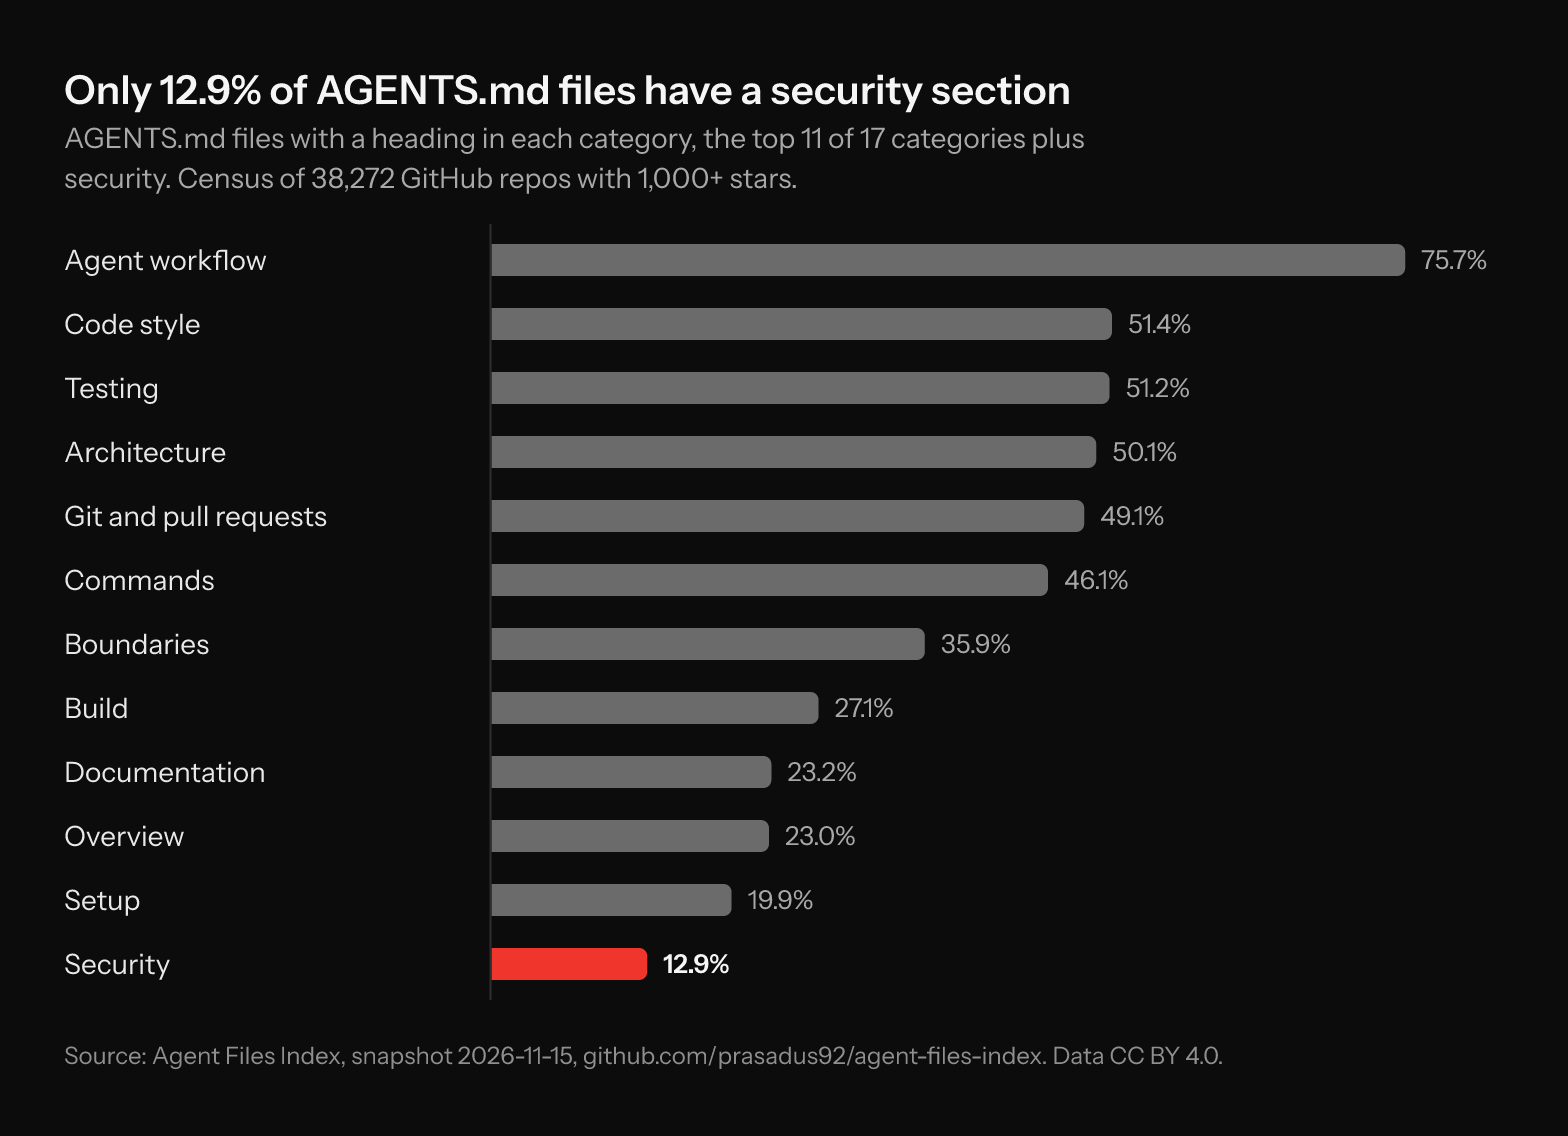 Only 12.9% of AGENTS.md files have a security section
AGENTS.md files with a heading in each category, the top 11 of 17 categories plus
security. Census of 38,272 GitHub repos with 1,000+ stars.
Agent workflow 75.7%
Code style 51.4%
Testing 51.2%
Architecture 50.1%
Git and pull requests 49.1%
Commands 46.1%
Boundaries 35.9%
Build 27.1%
Documentation 23.2%
Overview 23.0%
Setup 19.9%
Security 12.9%
Source: Agent Files Index, snapshot 2026-11-15, github.com/prasadus92/agent-files-index. Data CC BY 4.0.